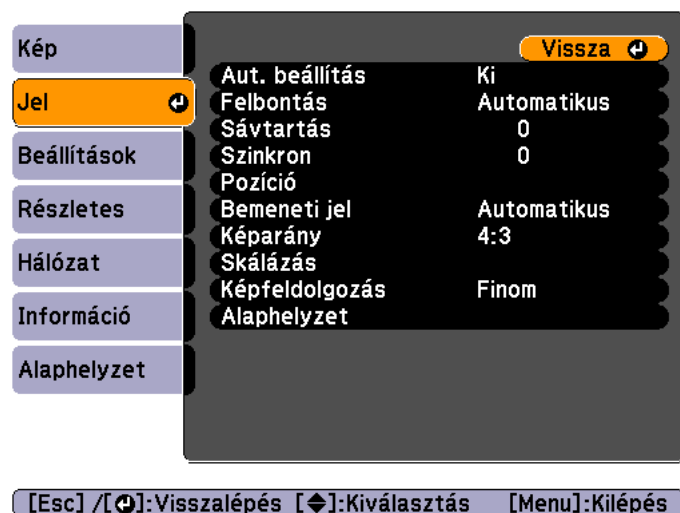 Kép
Jel
Beállítások
Részletes
Hálózat
Információ
Alaphelyzet
Vissza
Aut. beállítás Ki
Felbontás Automatikus
Sávtartás 0
Szinkron 0
Pozíció
Bemeneti jel Automatikus
Képarány 4:3
Skálázás
Képfeldolgozás Finom
Alaphelyzet
[Esc] /[⏎]:Visszalépés [◆]:Kiválasztás [Menu]:Kilépés